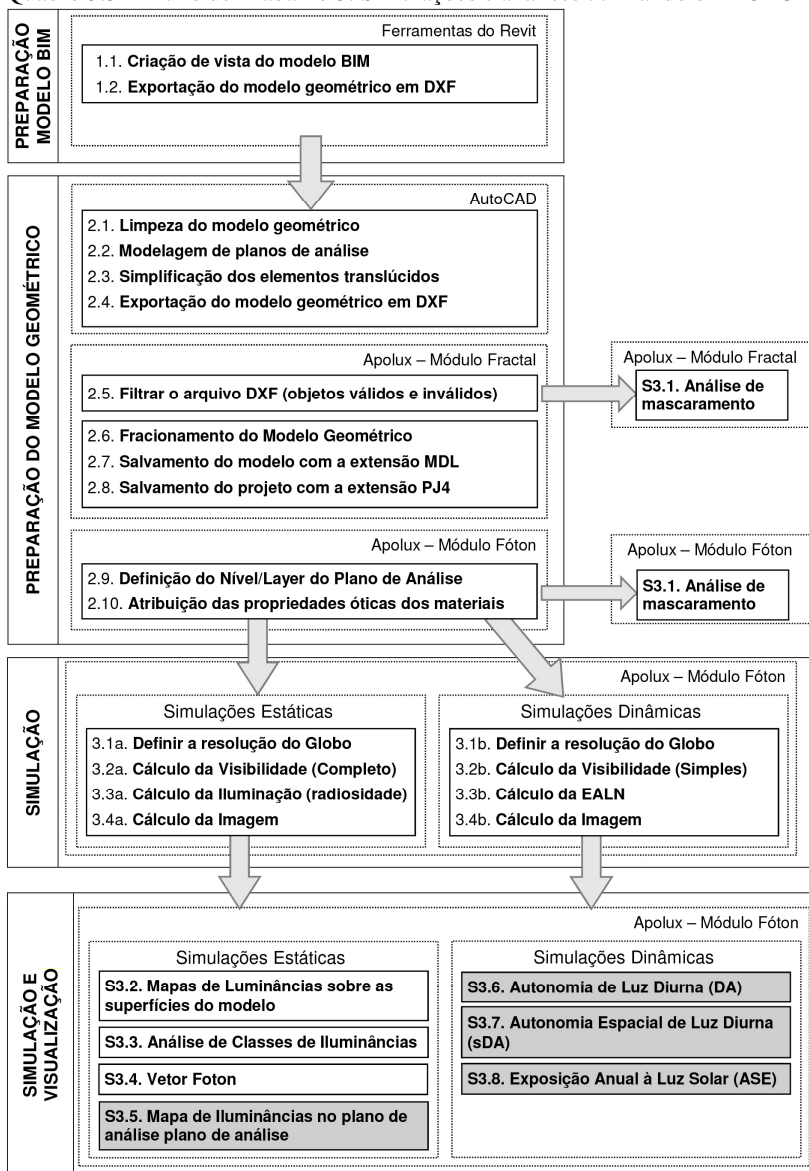 PREPARAÇÃO
MODELO BIM
Ferramentas do Revit
1.1. Criação de vista do modelo BIM
1.2. Exportação do modelo geométrico em DXF
PREPARAÇÃO DO MODELO GEOMÉTRICO
AutoCAD
2.1. Limpeza do modelo geométrico
2.2. Modelagem de planos de análise
2.3. Simplificação dos elementos translúcidos
2.4. Exportação do modelo geométrico em DXF
Apolux – Módulo Fractal
2.5. Filtrar o arquivo DXF (objetos válidos e inválidos)
2.6. Fracionamento do Modelo Geométrico
2.7. Salvamento do modelo com a extensão MDL
2.8. Salvamento do projeto com a extensão PJ4
Apolux – Módulo Fractal
S3.1. Análise de
mascaramento
Apolux – Módulo Fóton
2.9. Definição do Nível/Layer do Plano de Análise
2.10. Atribuição das propriedades óticas dos materiais
Apolux – Módulo Fóton
S3.1. Análise de
mascaramento
SIMULAÇÃO
Apolux – Módulo Fóton
Simulações Estáticas
3.1a. Definir a resolução do Globo
3.2a. Cálculo da Visibilidade (Completo)
3.3a. Cálculo da Iluminação (radiosidade)
3.4a. Cálculo da Imagem
Simulações Dinâmicas
3.1b. Definir a resolução do Globo
3.2b. Cálculo da Visibilidade (Simples)
3.3b. Cálculo da EALN
3.4b. Cálculo da Imagem
SIMULAÇÃO E
VISUALIZAÇÃO
Apolux – Módulo Fóton
Simulações Estáticas
S3.2. Mapas de Luminâncias sobre as
superfícies do modelo
S3.3. Análise de Classes de Iluminâncias
S3.4. Vetor Foton
S3.5. Mapa de Iluminâncias no plano de
análise plano de análise
Simulações Dinâmicas
S3.6. Autonomia de Luz Diurna (DA)
S3.7. Autonomia Espacial de Luz Diurna
(sDA)
S3.8. Exposição Anual à Luz Solar (ASE)